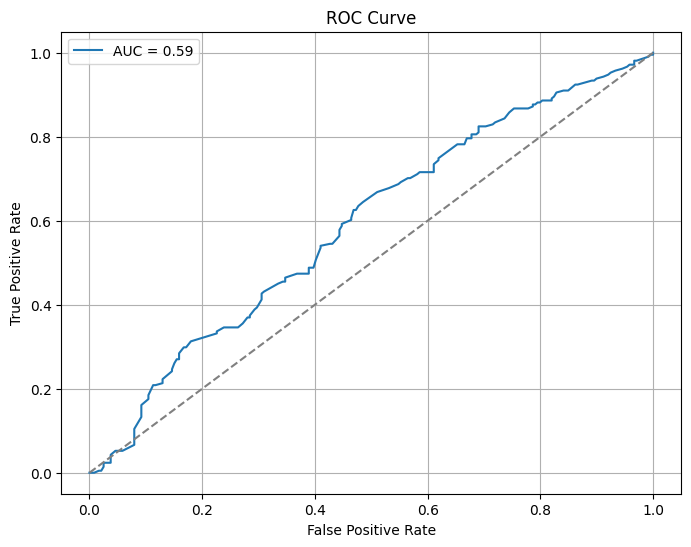 ROC Curve
AUC = 0.59
True Positive Rate
1.0
0.8
0.6
0.4
0.2
0.0
0.0 0.2 0.4 0.6 0.8 1.0
False Positive Rate